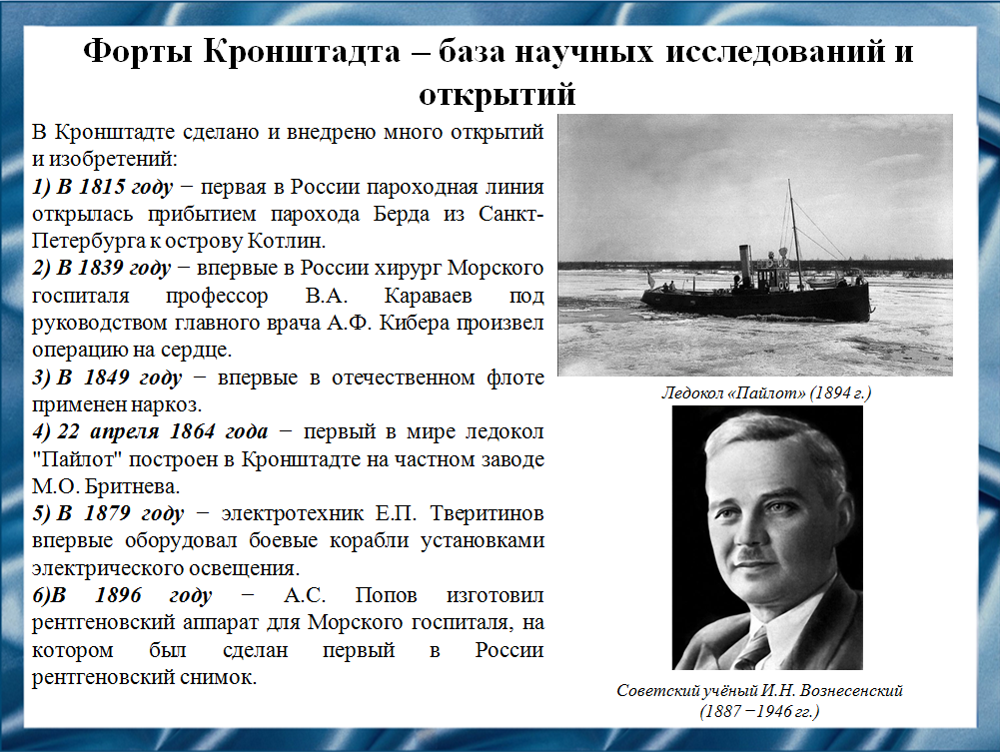 Форты Кронштадта – база научных исследований и
открытий
В Кронштадте сделано и внедрено много открытий
и изобретений:
1) В 1815 году − первая в России пароходная линия
открылась прибытием парохода Берда из Санкт-
Петербурга к острову Котлин.
2) В 1839 году − впервые в России хирург Морского
госпиталя профессор В.А. Караваев под
руководством главного врача А.Ф. Кибера произвел
операцию на сердце.
3) В 1849 году − впервые в отечественном флоте
применен наркоз.
4) 22 апреля 1864 года − первый в мире ледокол
"Пайлот" построен в Кронштадте на частном заводе
М.О. Бритнева.
5) В 1879 году − электротехник Е.П. Тверитинов
впервые оборудовал боевые корабли установками
электрического освещения.
6)В 1896 году − А.С. Попов изготовил
рентгеновский аппарат для Морского госпиталя, на
котором был сделан первый в России
рентгеновский снимок.
Ледокол «Пайлот» (1894 г.)
Советский учёный И.Н. Вознесенский
(1887 −1946 гг.)